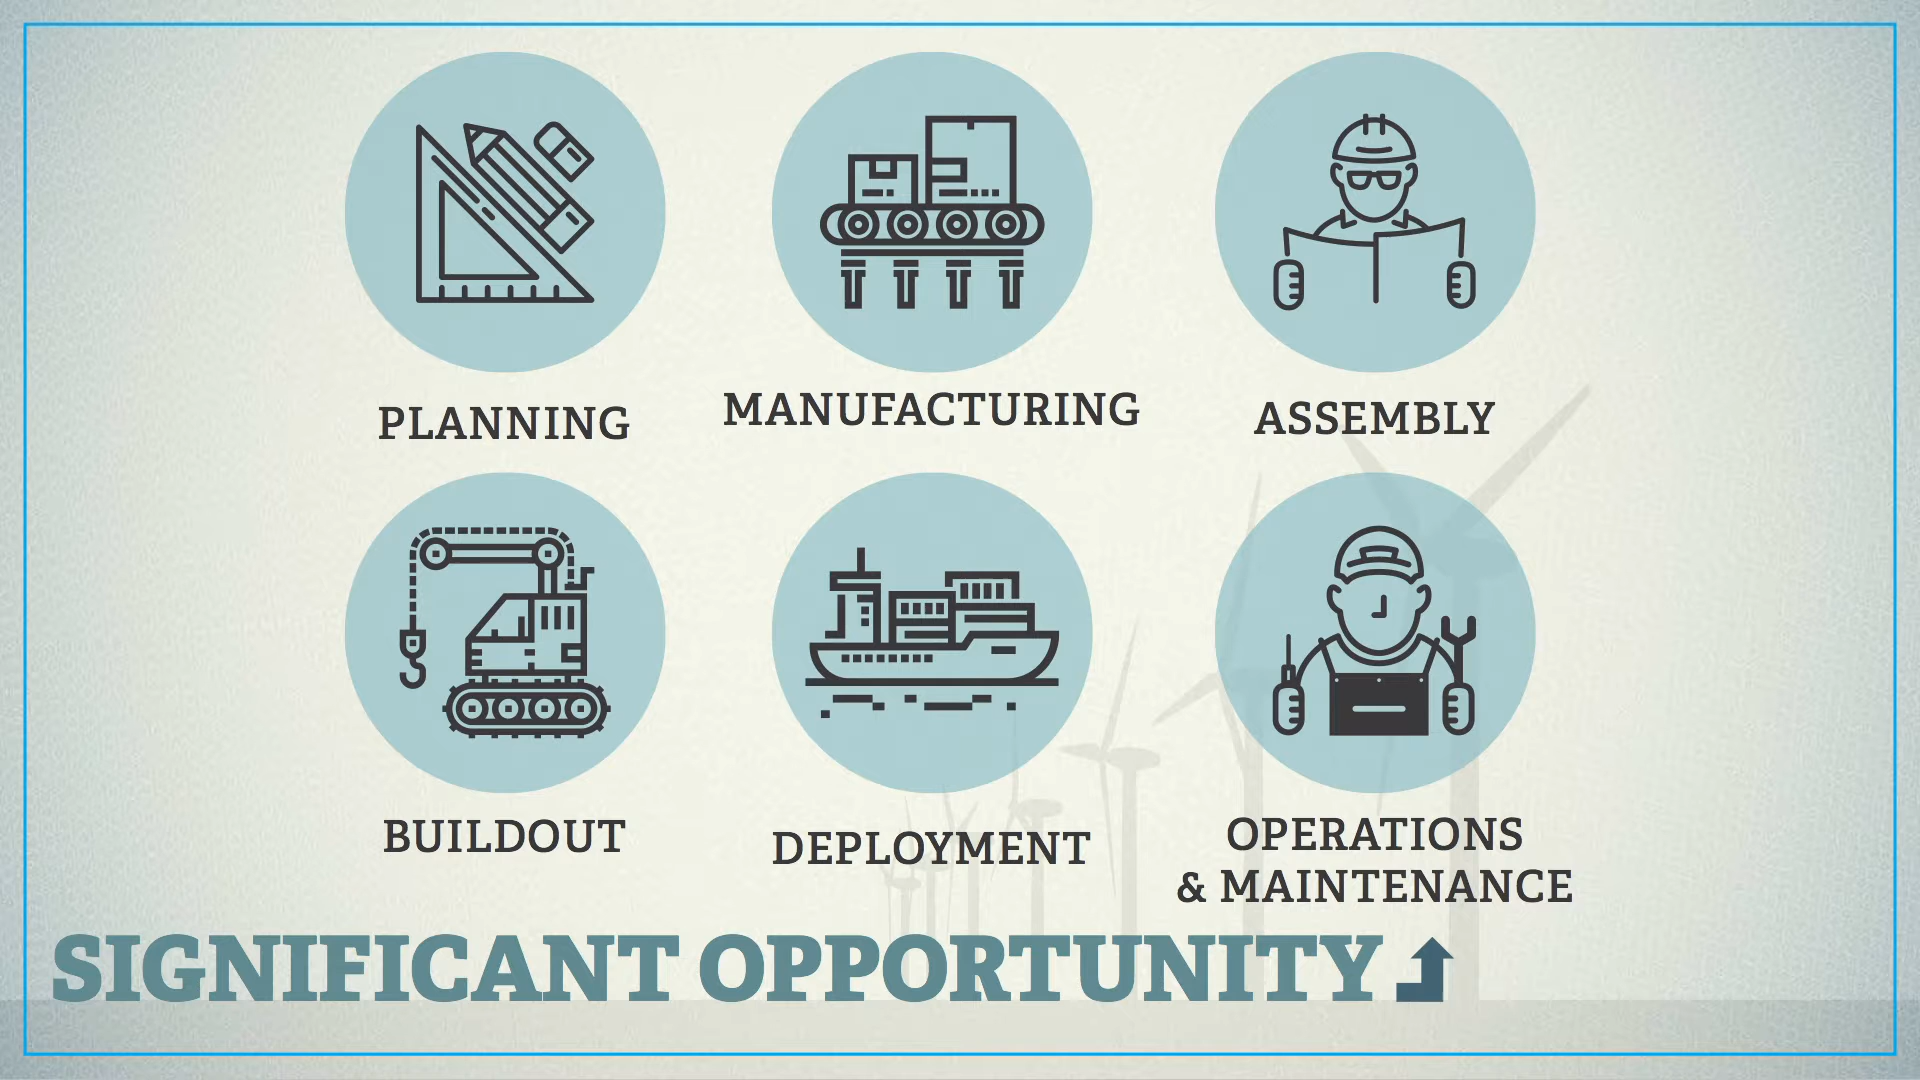 PLANNING
MANUFACTURING
ASSEMBLY
BUILDOUT
DEPLOYMENT
OPERATIONS
& MAINTENANCE
SIGNIFICANT OPPORTUNITY